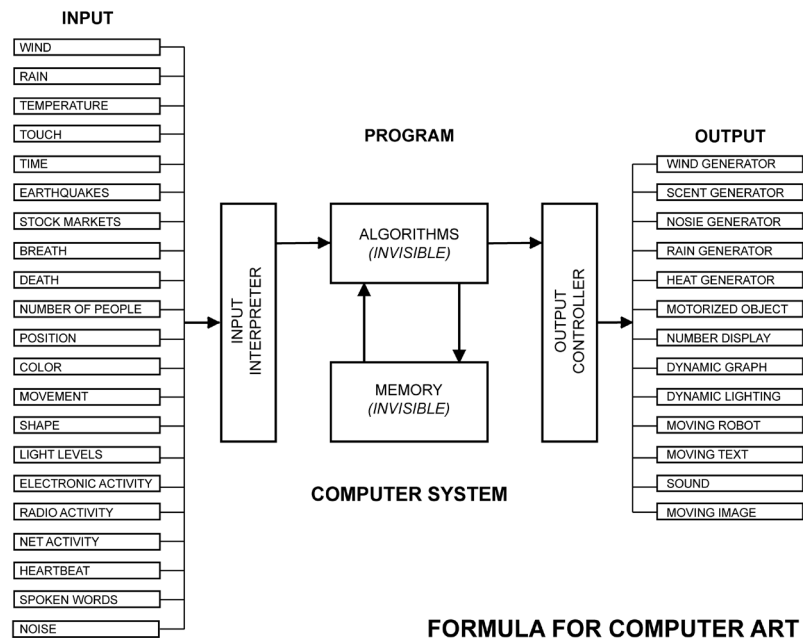 INPUT
WIND
RAIN
TEMPERATURE
TOUCH
TIME
EARTHQUAKES
STOCK MARKETS
BREATH
DEATH
NUMBER OF PEOPLE
POSITION
COLOR
MOVEMENT
SHAPE
LIGHT LEVELS
ELECTRONIC ACTIVITY
RADIO ACTIVITY
NET ACTIVITY
HEARTBEAT
SPOKEN WORDS
NOISE
INPUT
INTERPRETER
PROGRAM
ALGORITHMS
(INVISIBLE)
MEMORY
(INVISIBLE)
COMPUTER SYSTEM
OUTPUT
CONTROLLER
OUTPUT
WIND GENERATOR
SCENT GENERATOR
NOSIE GENERATOR
RAIN GENERATOR
HEAT GENERATOR
MOTORIZED OBJECT
NUMBER DISPLAY
DYNAMIC GRAPH
DYNAMIC LIGHTING
MOVING ROBOT
MOVING TEXT
SOUND
MOVING IMAGE
FORMULA FOR COMPUTER ART